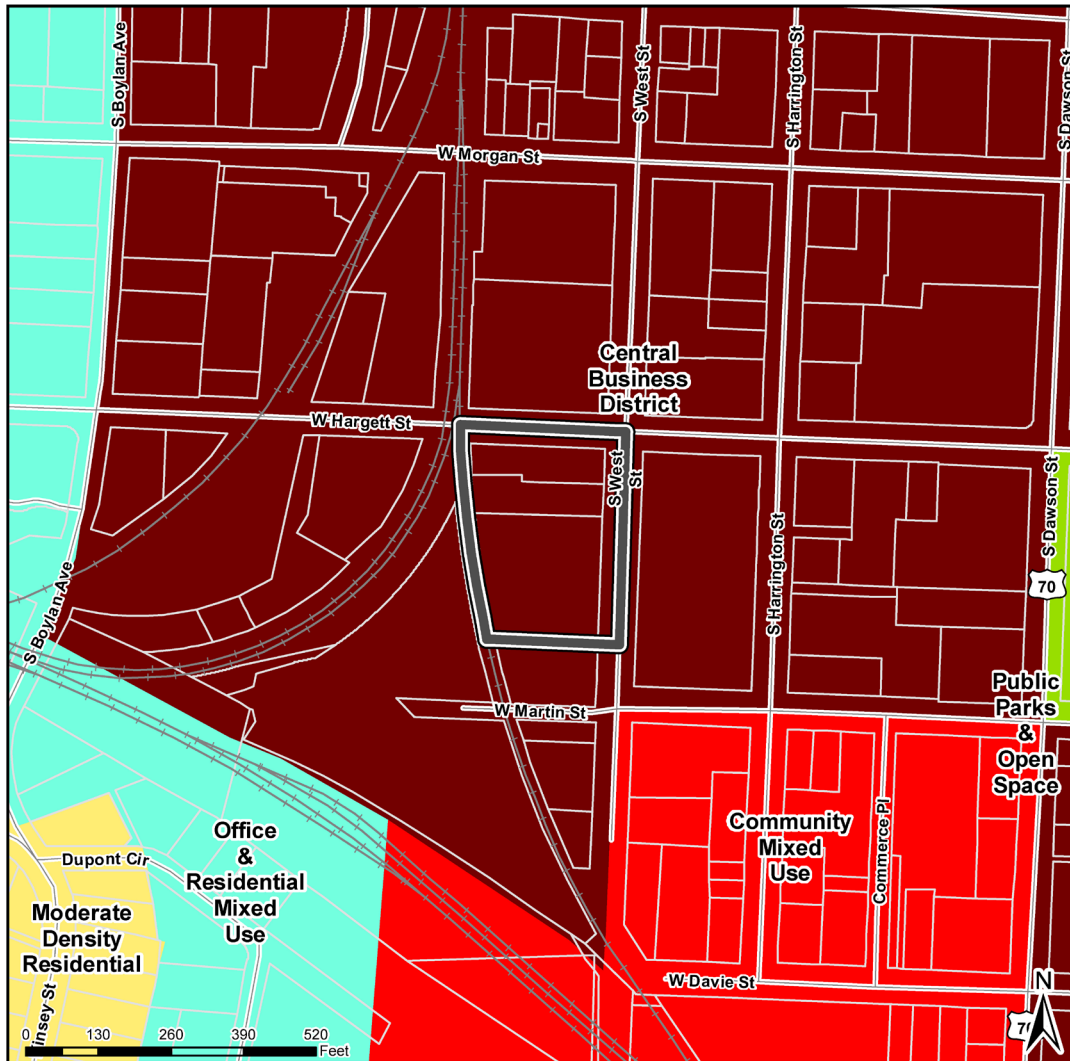 S Boylan Ave
S West St
S Harrington St
S Dawson St
W Morgan St
Central
Business
District
W Hargett St
S West
St
S Dawson St
S Harrington St
70
S Boylan Ave
Public
Parks
&
Open
Space
W Martin St
Office
&
Residential
Mixed
Use
Community
Mixed
Use
Commerce Pl
Dupont Cir
Moderate
Density
Residential
W Davie St
N
0 130 260 390 520
Feet